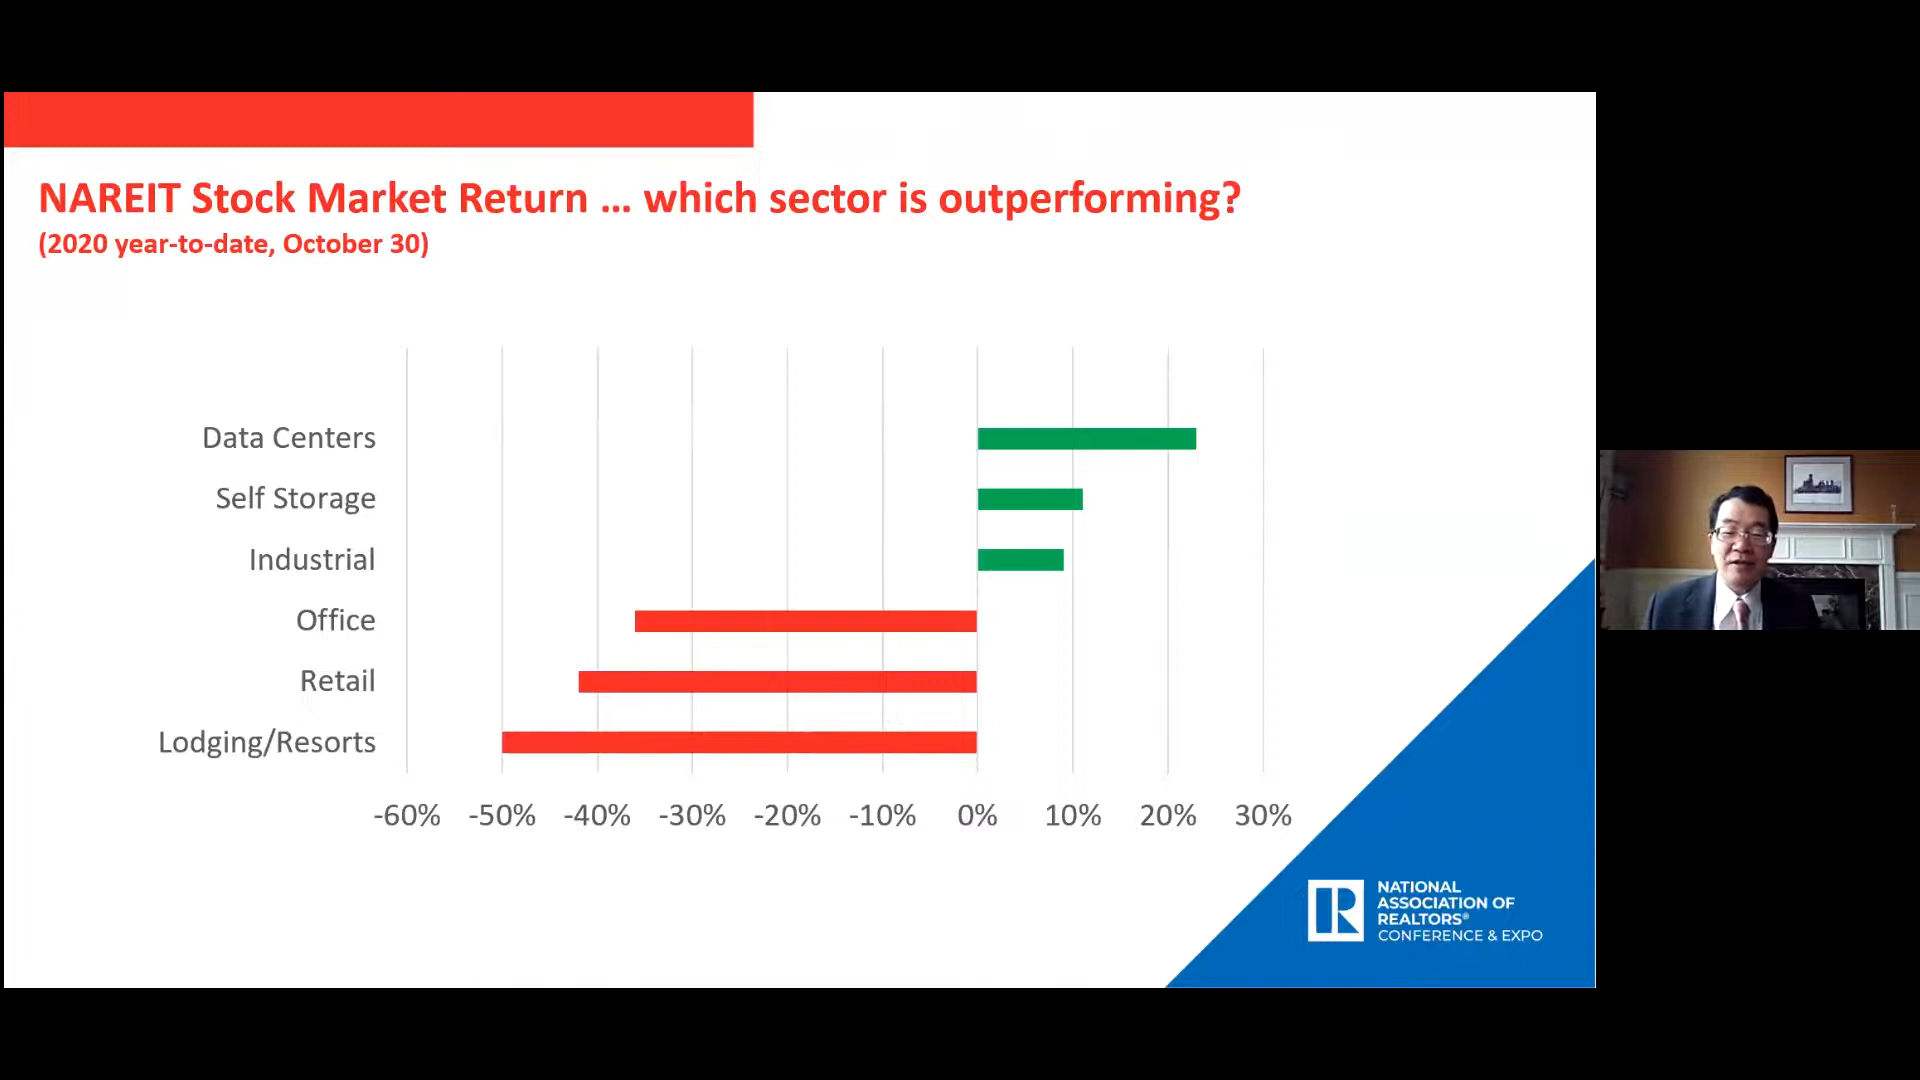 NAREIT Stock Market Return ... which sector is outperforming?
(2020 year-to-date, October 30)
Data Centers
Self Storage
Industrial
Office
Retail
Lodging/Resorts
-60% -50% -40% -30% -20% -10% 0% 10% 20% 30%
NATIONAL
ASSOCIATION OF
REALTORS®
CONFERENCE & EXPO